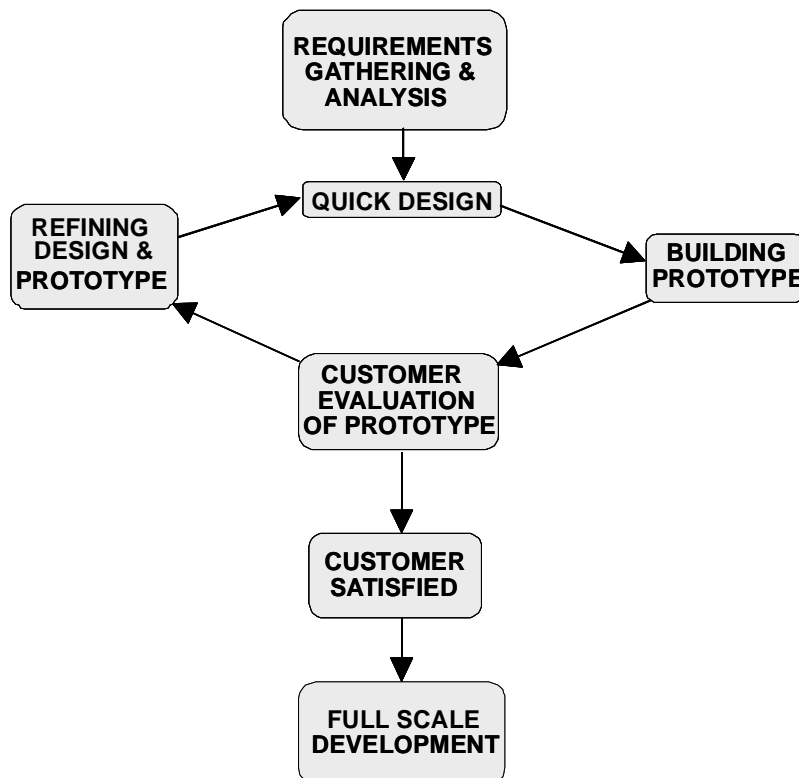 REQUIREMENTS
GATHERING &
ANALYSIS
QUICK DESIGN
REFINING
DESIGN &
PROTOTYPE
BUILDING
PROTOTYPE
CUSTOMER
EVALUATION
OF PROTOTYPE
CUSTOMER
SATISFIED
FULL SCALE
DEVELOPMENT